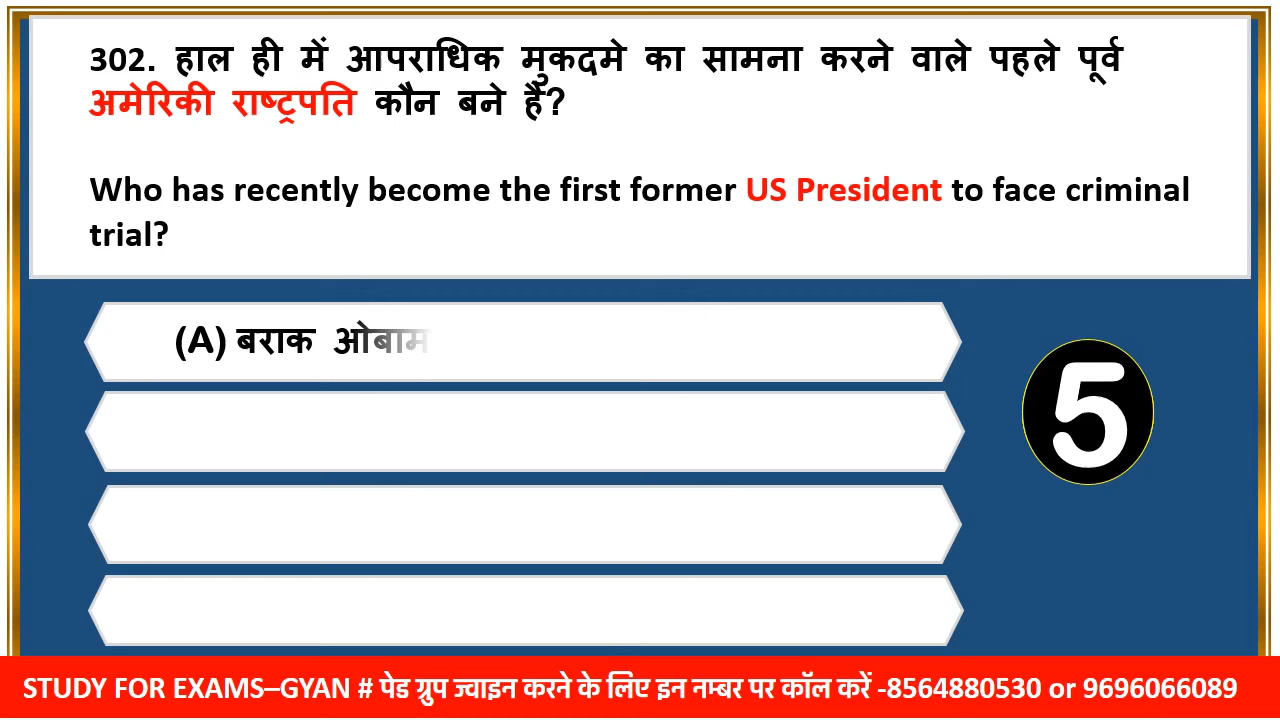 302. हाल ही में आपराधिक मुकदमे का सामना करने वाले पहले पूर्व
अमेरिकी राष्ट्रपति कौन बने हैं?
Who has recently become the first former US President to face criminal
trial?
(A) बराक ओबाम
5
STUDY FOR EXAMS–GYAN # पेड ग्रुप ज्वाइन करने के लिए इन नम्बर पर कॉल करें -8564880530 or 9696066089